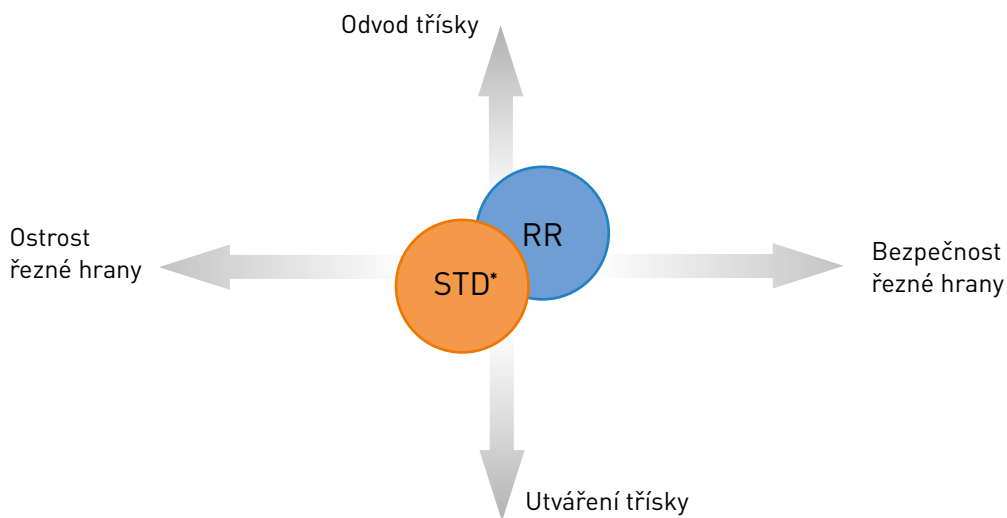 Odvod třísky
RR
Ostrost
řezné hrany
STD*
Bezpečnost
řezné hrany
Utváření třísky